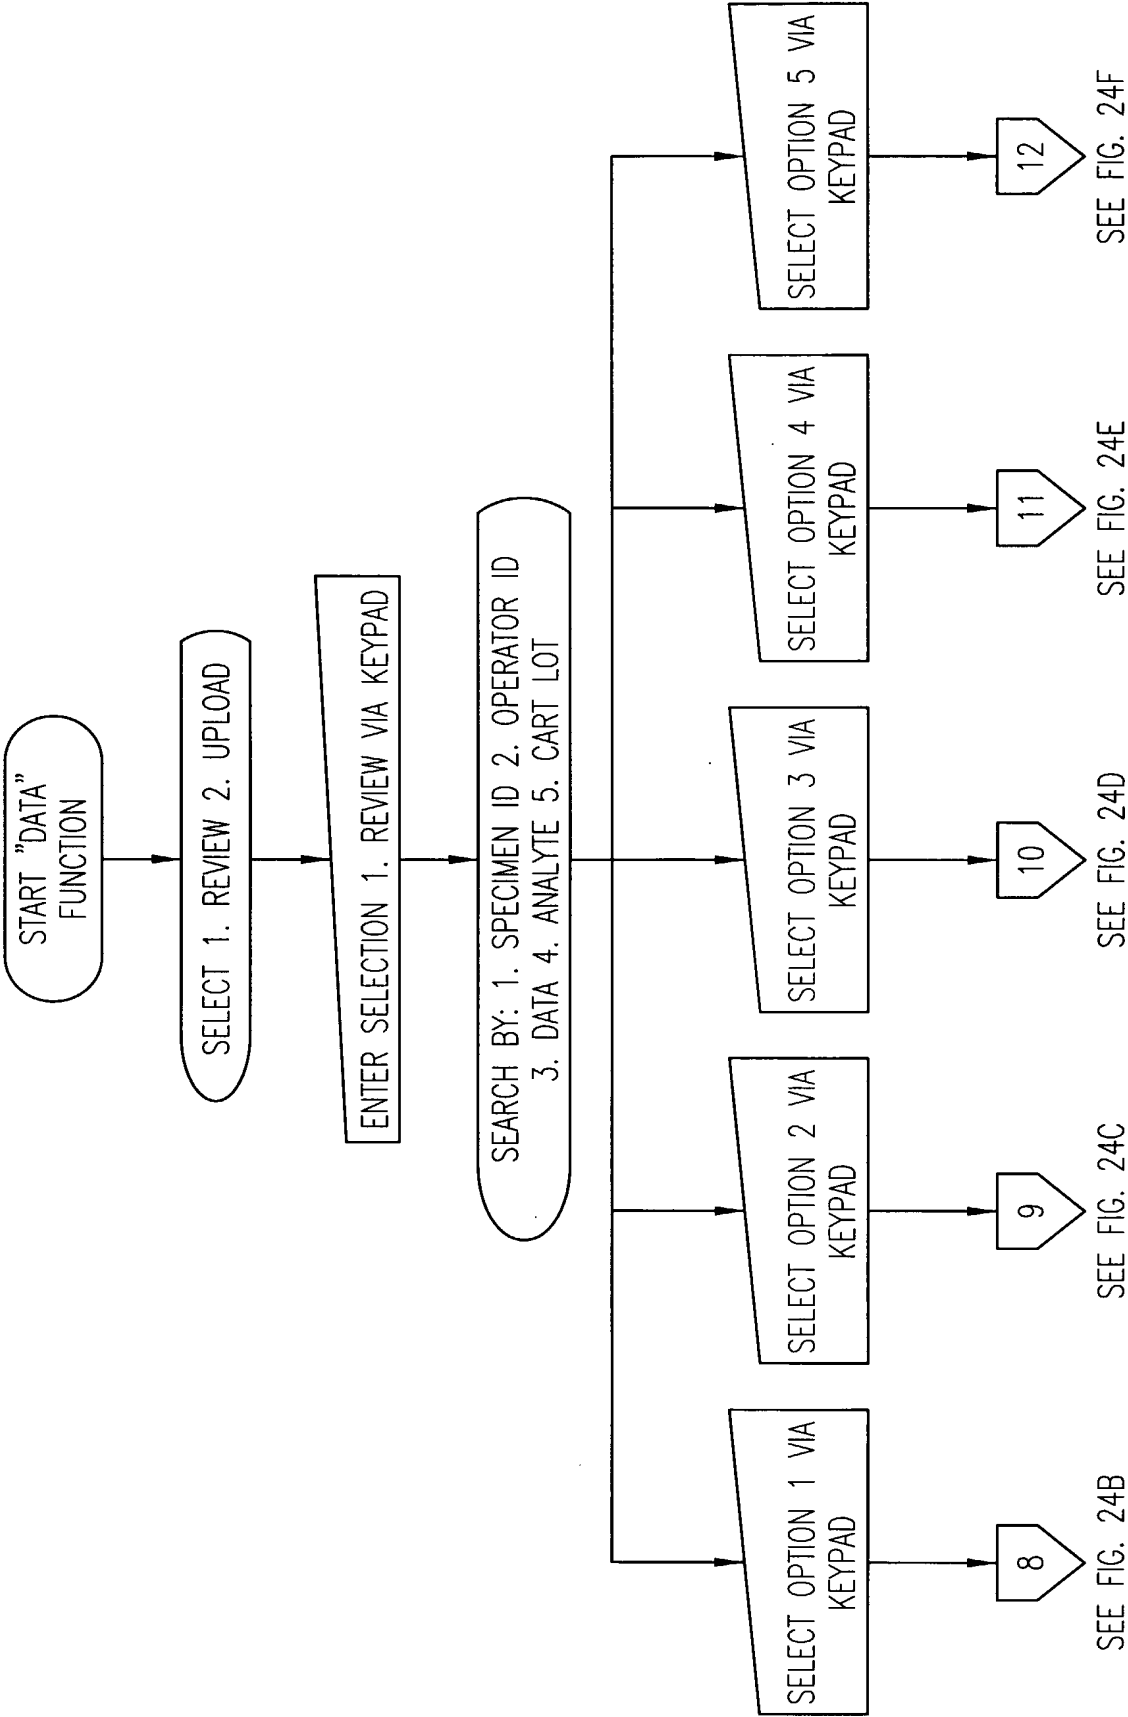 START "DATA"
FUNCTION
SELECT 1. REVIEW 2. UPLOAD
ENTER SELECTION 1. REVIEW VIA KEYPAD
SEARCH BY: 1. SPECIMEN ID 2. OPERATOR ID
3. DATA 4. ANALYTE 5. CART LOT
SELECT OPTION 1 VIA
KEYPAD
SELECT OPTION 2 VIA
KEYPAD
SELECT OPTION 3 VIA
KEYPAD
SELECT OPTION 4 VIA
KEYPAD
SELECT OPTION 5 VIA
KEYPAD
8
9
10
11
12
SEE FIG. 24B
SEE FIG. 24C
SEE FIG. 24D
SEE FIG. 24E
SEE FIG. 24F